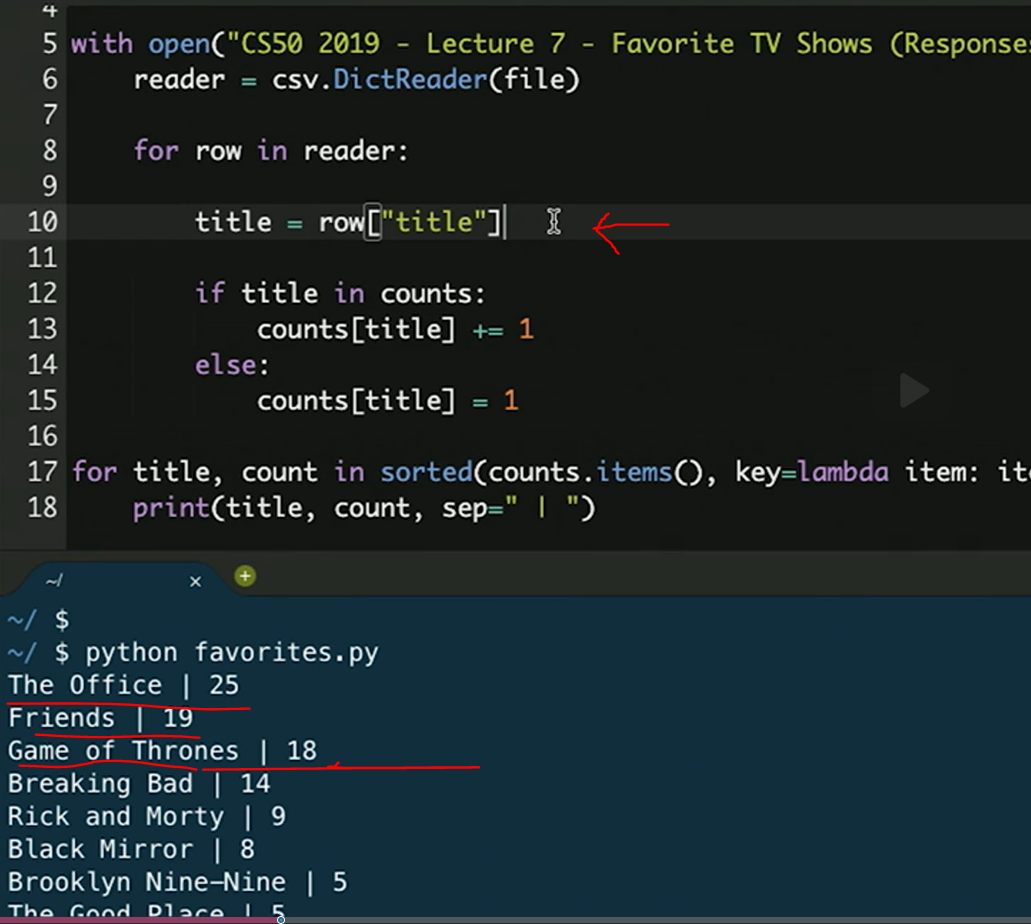 4
5 with open("CS50 2019 - Lecture 7 - Favorite TV Shows (Responses
6 reader = csv.DictReader(file)
7
8 for row in reader:
9
10 title = row["title"]
11
12 if title in counts:
13 counts[title] += 1
14 else:
15 counts[title] = 1
16
17 for title, count in sorted(counts.items(), key=lambda item: it
18 print(title, count, sep=" | ")
~/ × +
~/ $
~/ $ python favorites.py
The Office | 25
Friends | 19
Game of Thrones | 18
Breaking Bad | 14
Rick and Morty | 9
Black Mirror | 8
Brooklyn Nine-Nine | 5
The Good Place | 5